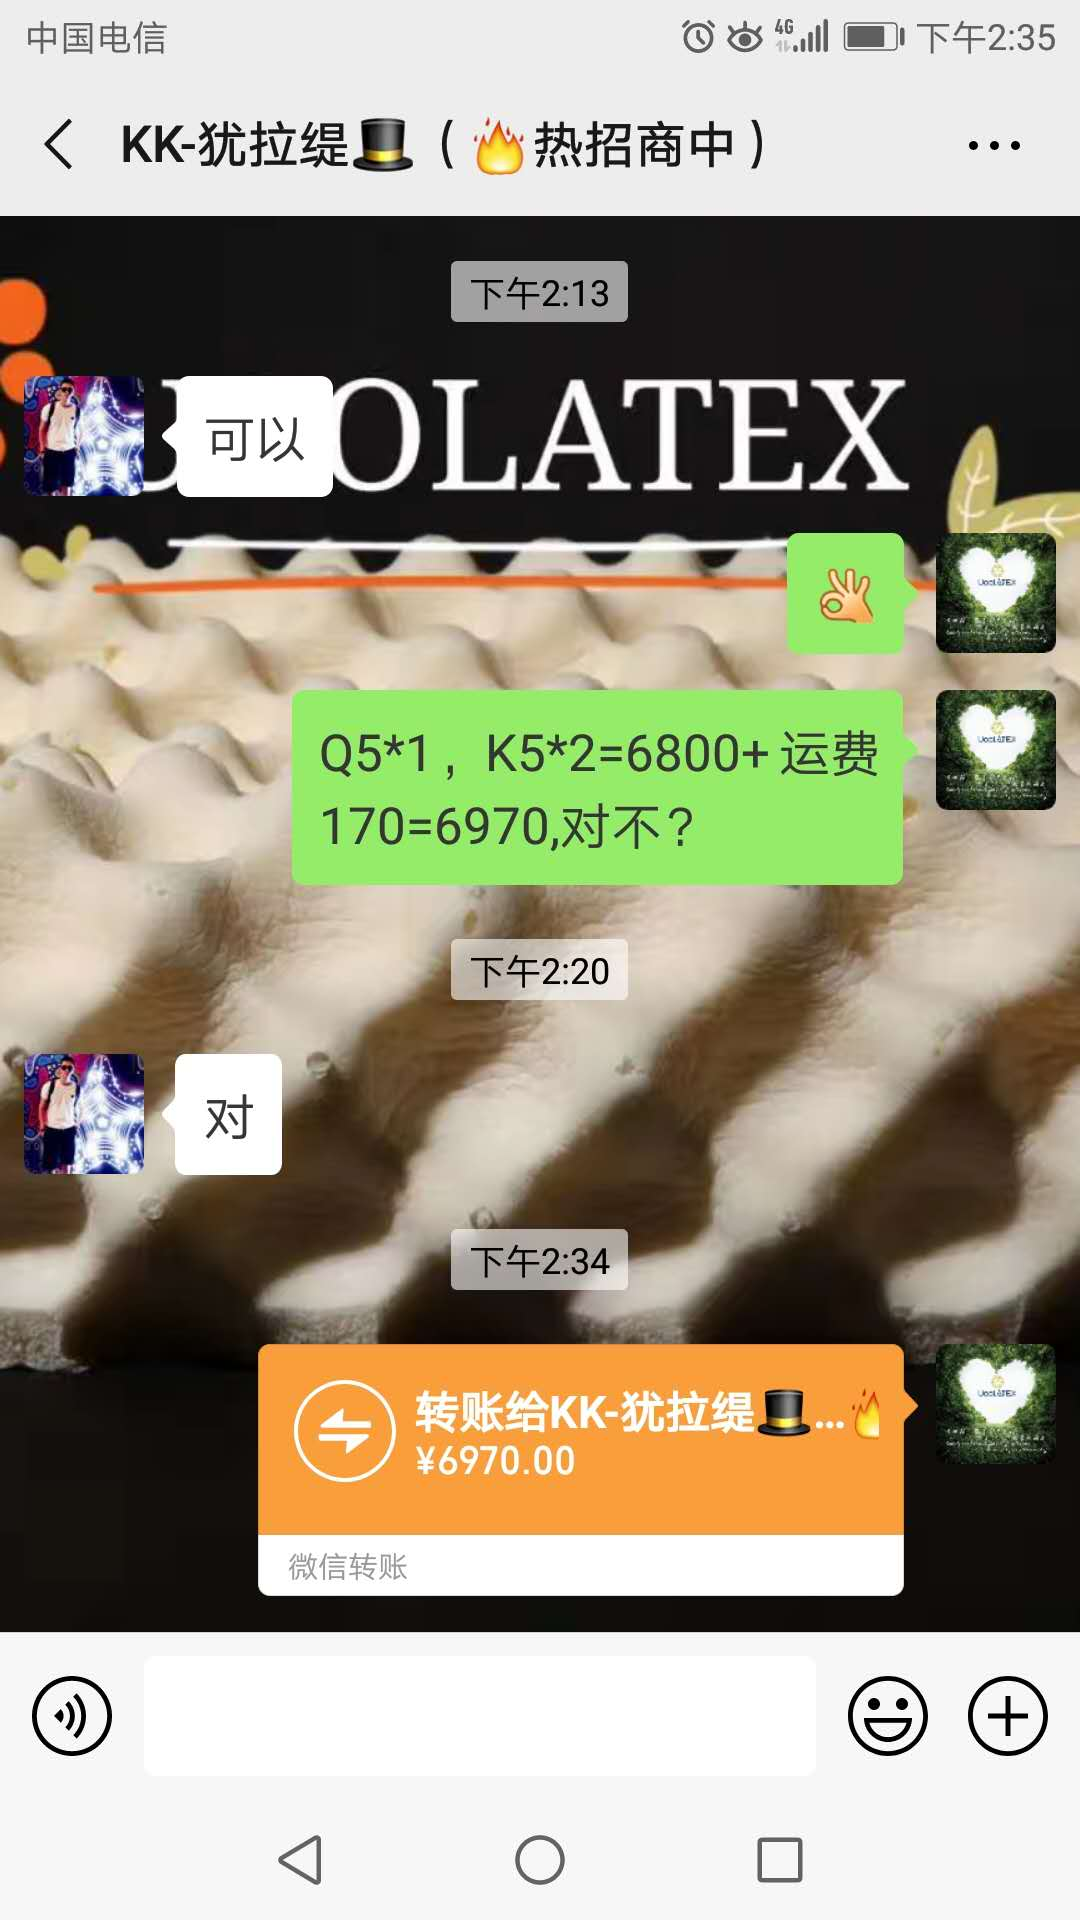 中国电信
4G
下午2:35
KK-犹拉缇🎩（🔥热招商中）
下午2:13
OLATEX
可以
👌
UooLATEX
Q5*1，K5*2=6800+运费
170=6970,对不？
UooLATEX
下午2:20
对
下午2:34
转账给KK-犹拉缇🎩...🔥
¥6970.00
UooLATEX
微信转账